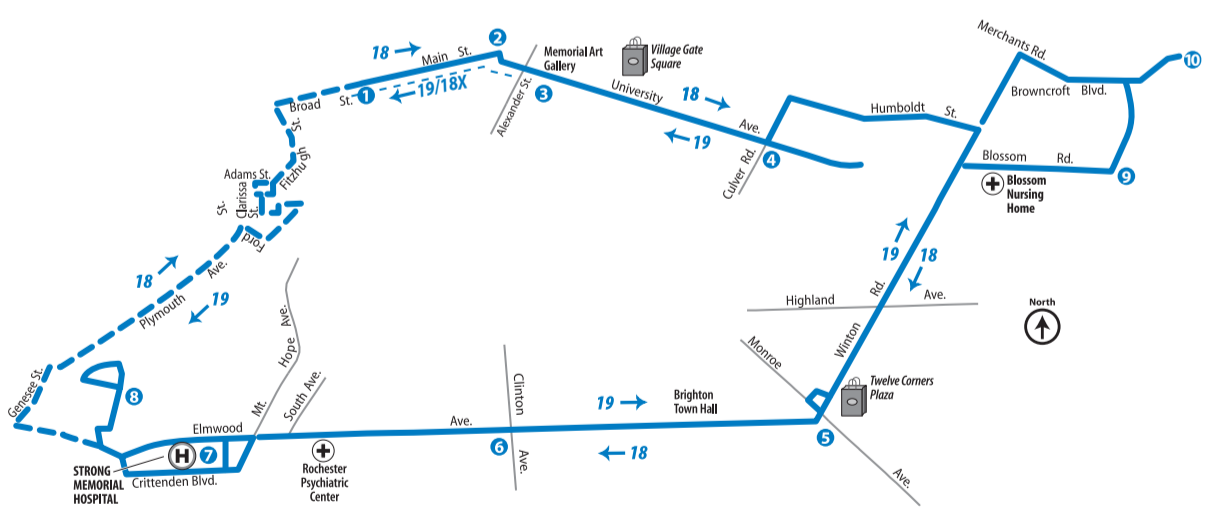 18
Main St.
2
Memorial Art
Gallery
Village Gate
Square
Merchants Rd.
10
Broad St.
1
19/18X
Alexander St.
3
University Ave.
18
19
Humboldt St.
Browncroft Blvd.
St.
Fitzhugh
Adams St.
Clarissa
St.
St.
Ford
Culver Rd.
4
Blossom Rd.
9
Blossom
Nursing
Home
18
Plymouth Ave.
19
19
18
Highland Ave.
North
Winton Rd.
Monroe Ave.
Mt. Hope Ave.
South Ave.
Clinton Ave.
Genesee St.
8
Twelve Corners
Plaza
19
Brighton
Town Hall
Elmwood Ave.
5
6
18
H
7
STRONG
MEMORIAL
HOSPITAL
Crittenden Blvd.
Rochester
Psychiatric
Center